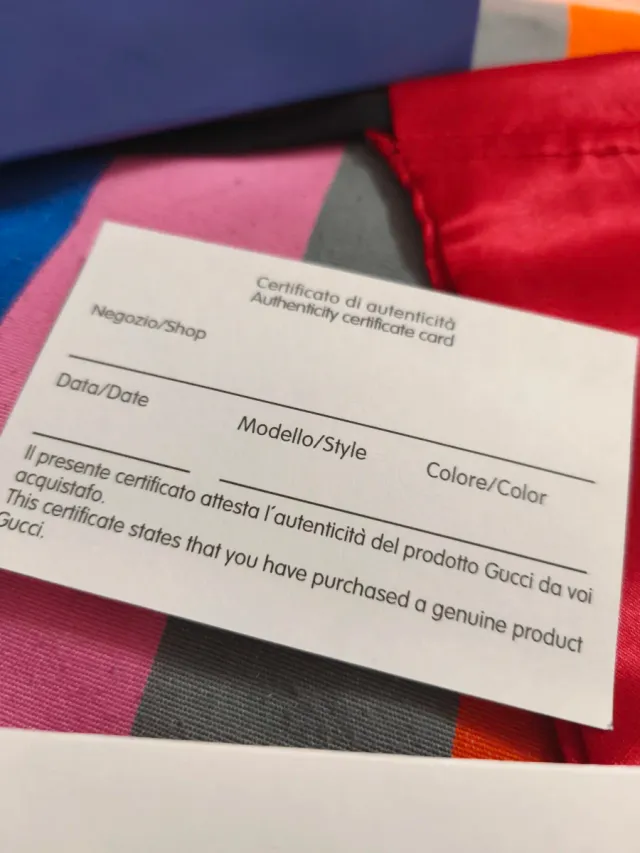 Certificato di autenticità
Authenticity certificate card
Negozio/Shop
Data/Date
Modello/Style
Colore/Color
Il presente certificato attesta l´autenticità del prodotto Gucci da voi
acquistafo.
This certificate states that you have purchased a genuine product
Gucci.